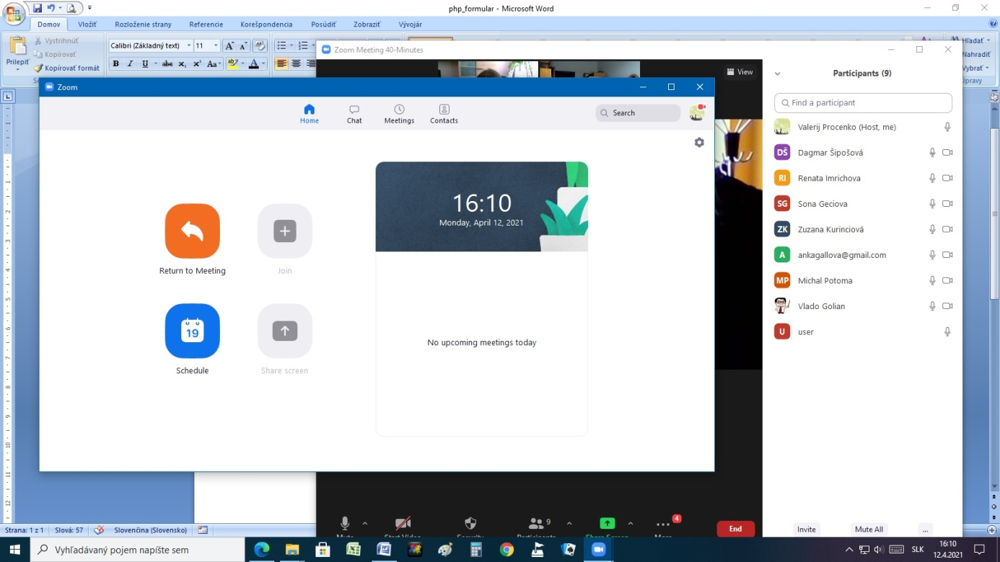 php_formular - Microsoft Word
Domov Vložiť Rozloženie strany Referencie Korešpondencia Posúdiť Zobraziť Vývojár
Prilepiť
Vystrihnúť
Kopírovať
Kopírovať formát
Calibri (Základný text) 11
Hľadať
Nahradiť
Vybrať
Úpravy
Zoom Meeting 40-Minutes
View
Zoom
Home Chat Meetings Contacts
Search
Return to Meeting
Join
19
Schedule
Share screen
16:10
Monday, April 12, 2021
No upcoming meetings today
Participants (9)
Find a participant
Valerij Procenko (Host, me)
DŠ Dagmar Šipošová
RI Renata Imrichova
SG Sona Geciova
ZK Zuzana Kurinciová
A ankagallova@gmail.com
MP Michal Potoma
Vlado Golian
U user
Mute Start Video Security Participants 9 Share Screen More 4
End
Invite Mute All ...
Strana: 1 z 1 Slová: 57 Slovenčina (Slovensko)
Vyhľadávaný pojem napíšte sem
SLK
16:10
12.4.2021